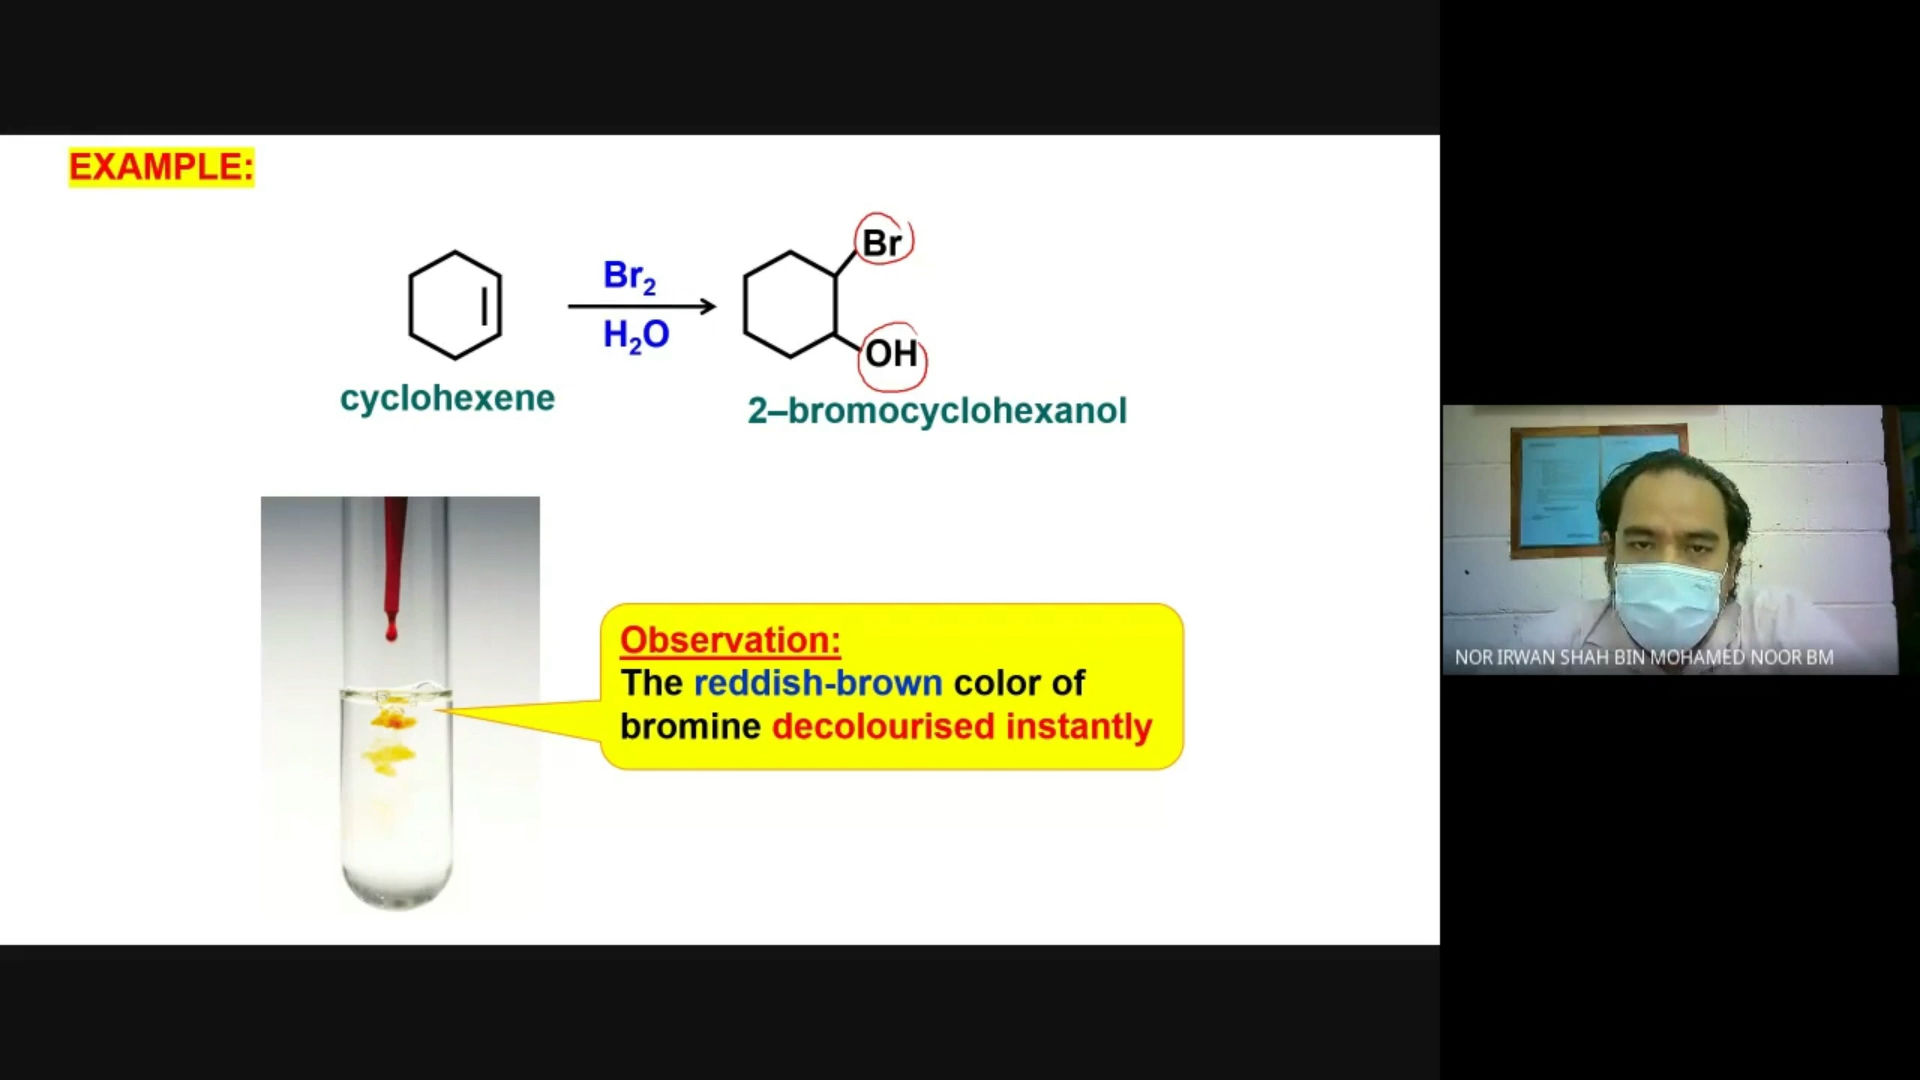 EXAMPLE:
Br
Br₂
H₂O
OH
cyclohexene
2–bromocyclohexanol
Observation:
The reddish-brown color of
bromine decolourised instantly
NOR IRWAN SHAH BIN MOHAMED NOOR BM